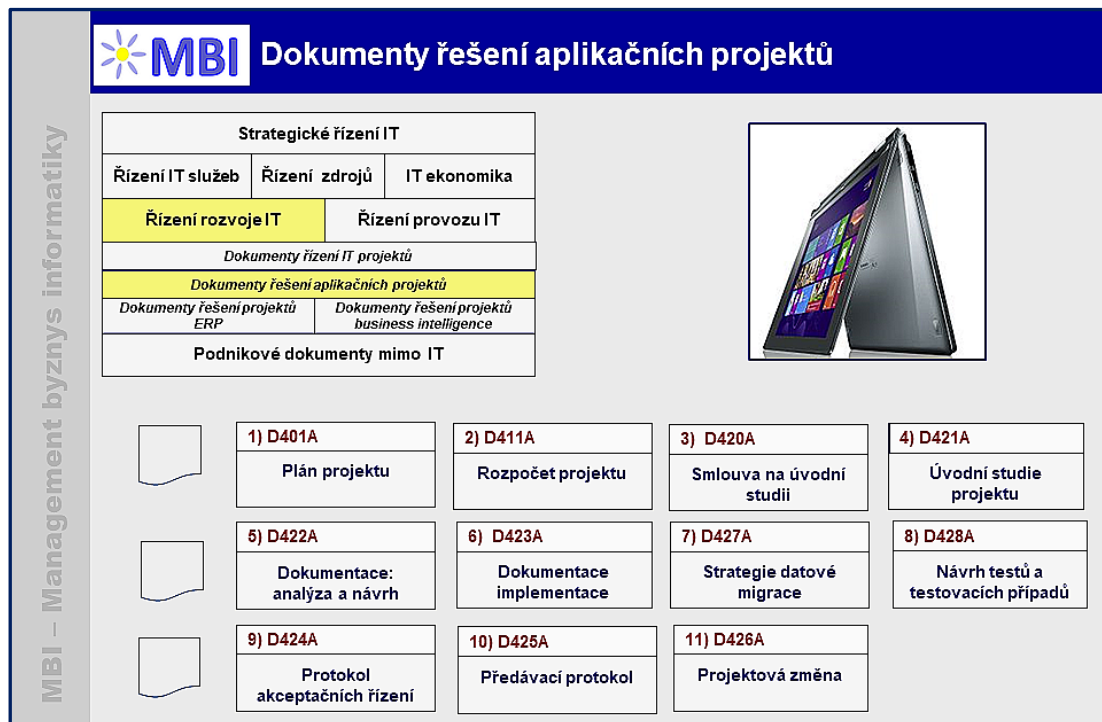 MBI
Dokumenty řešení aplikačních projektů
MBI – Management byznys informatiky
Strategické řízení IT
Řízení IT služeb
Řízení zdrojů
IT ekonomika
Řízení rozvoje IT
Řízení provozu IT
Dokumenty řízení IT projektů
Dokumenty řešení aplikačních projektů
Dokumenty řešení projektů
ERP
Dokumenty řešení projektů
business intelligence
Podnikové dokumenty mimo IT
1) D401A
Plán projektu
2) D411A
Rozpočet projektu
3) D420A
Smlouva na úvodní
studii
4) D421A
Úvodní studie
projektu
5) D422A
Dokumentace:
analýza a návrh
6) D423A
Dokumentace
implementace
7) D427A
Strategie datové
migrace
8) D428A
Návrh testů a
testovacích případů
9) D424A
Protokol
akceptačních řízení
10) D425A
Předávací protokol
11) D426A
Projektová změna